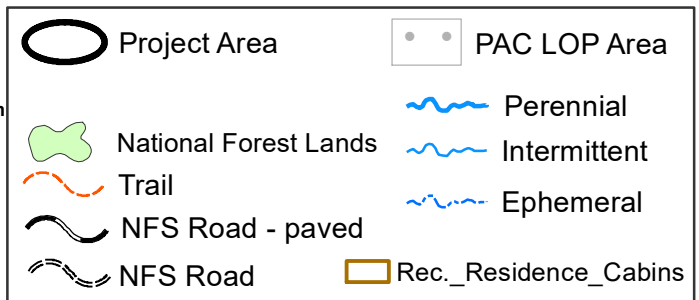 Project Area
PAC LOP Area
n
Perennial
National Forest Lands
Intermittent
Trail
Ephemeral
NFS Road - paved
NFS Road
Rec._Residence_Cabins